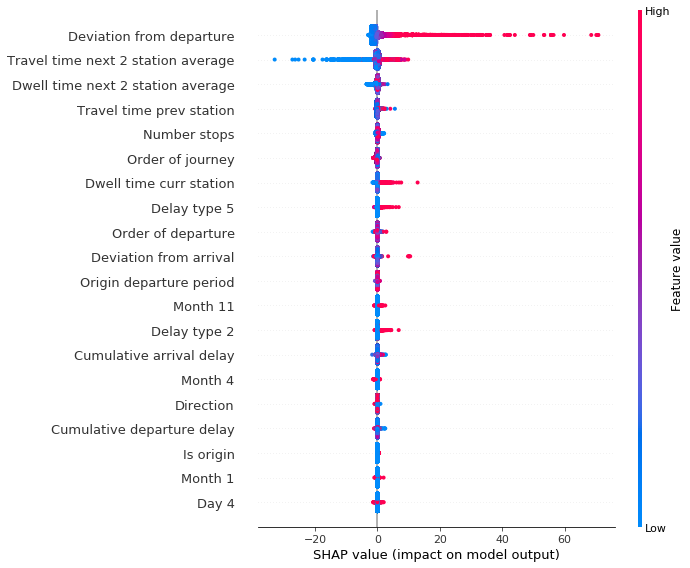 High
Deviation from departure
Travel time next 2 station average
Dwell time next 2 station average
Travel time prev station
Number stops
Order of journey
Dwell time curr station
Delay type 5
Order of departure
Deviation from arrival
Origin departure period
Month 11
Delay type 2
Cumulative arrival delay
Month 4
Direction
Cumulative departure delay
Is origin
Month 1
Day 4
Feature value
Low
−20 0 20 40 60
SHAP value (impact on model output)